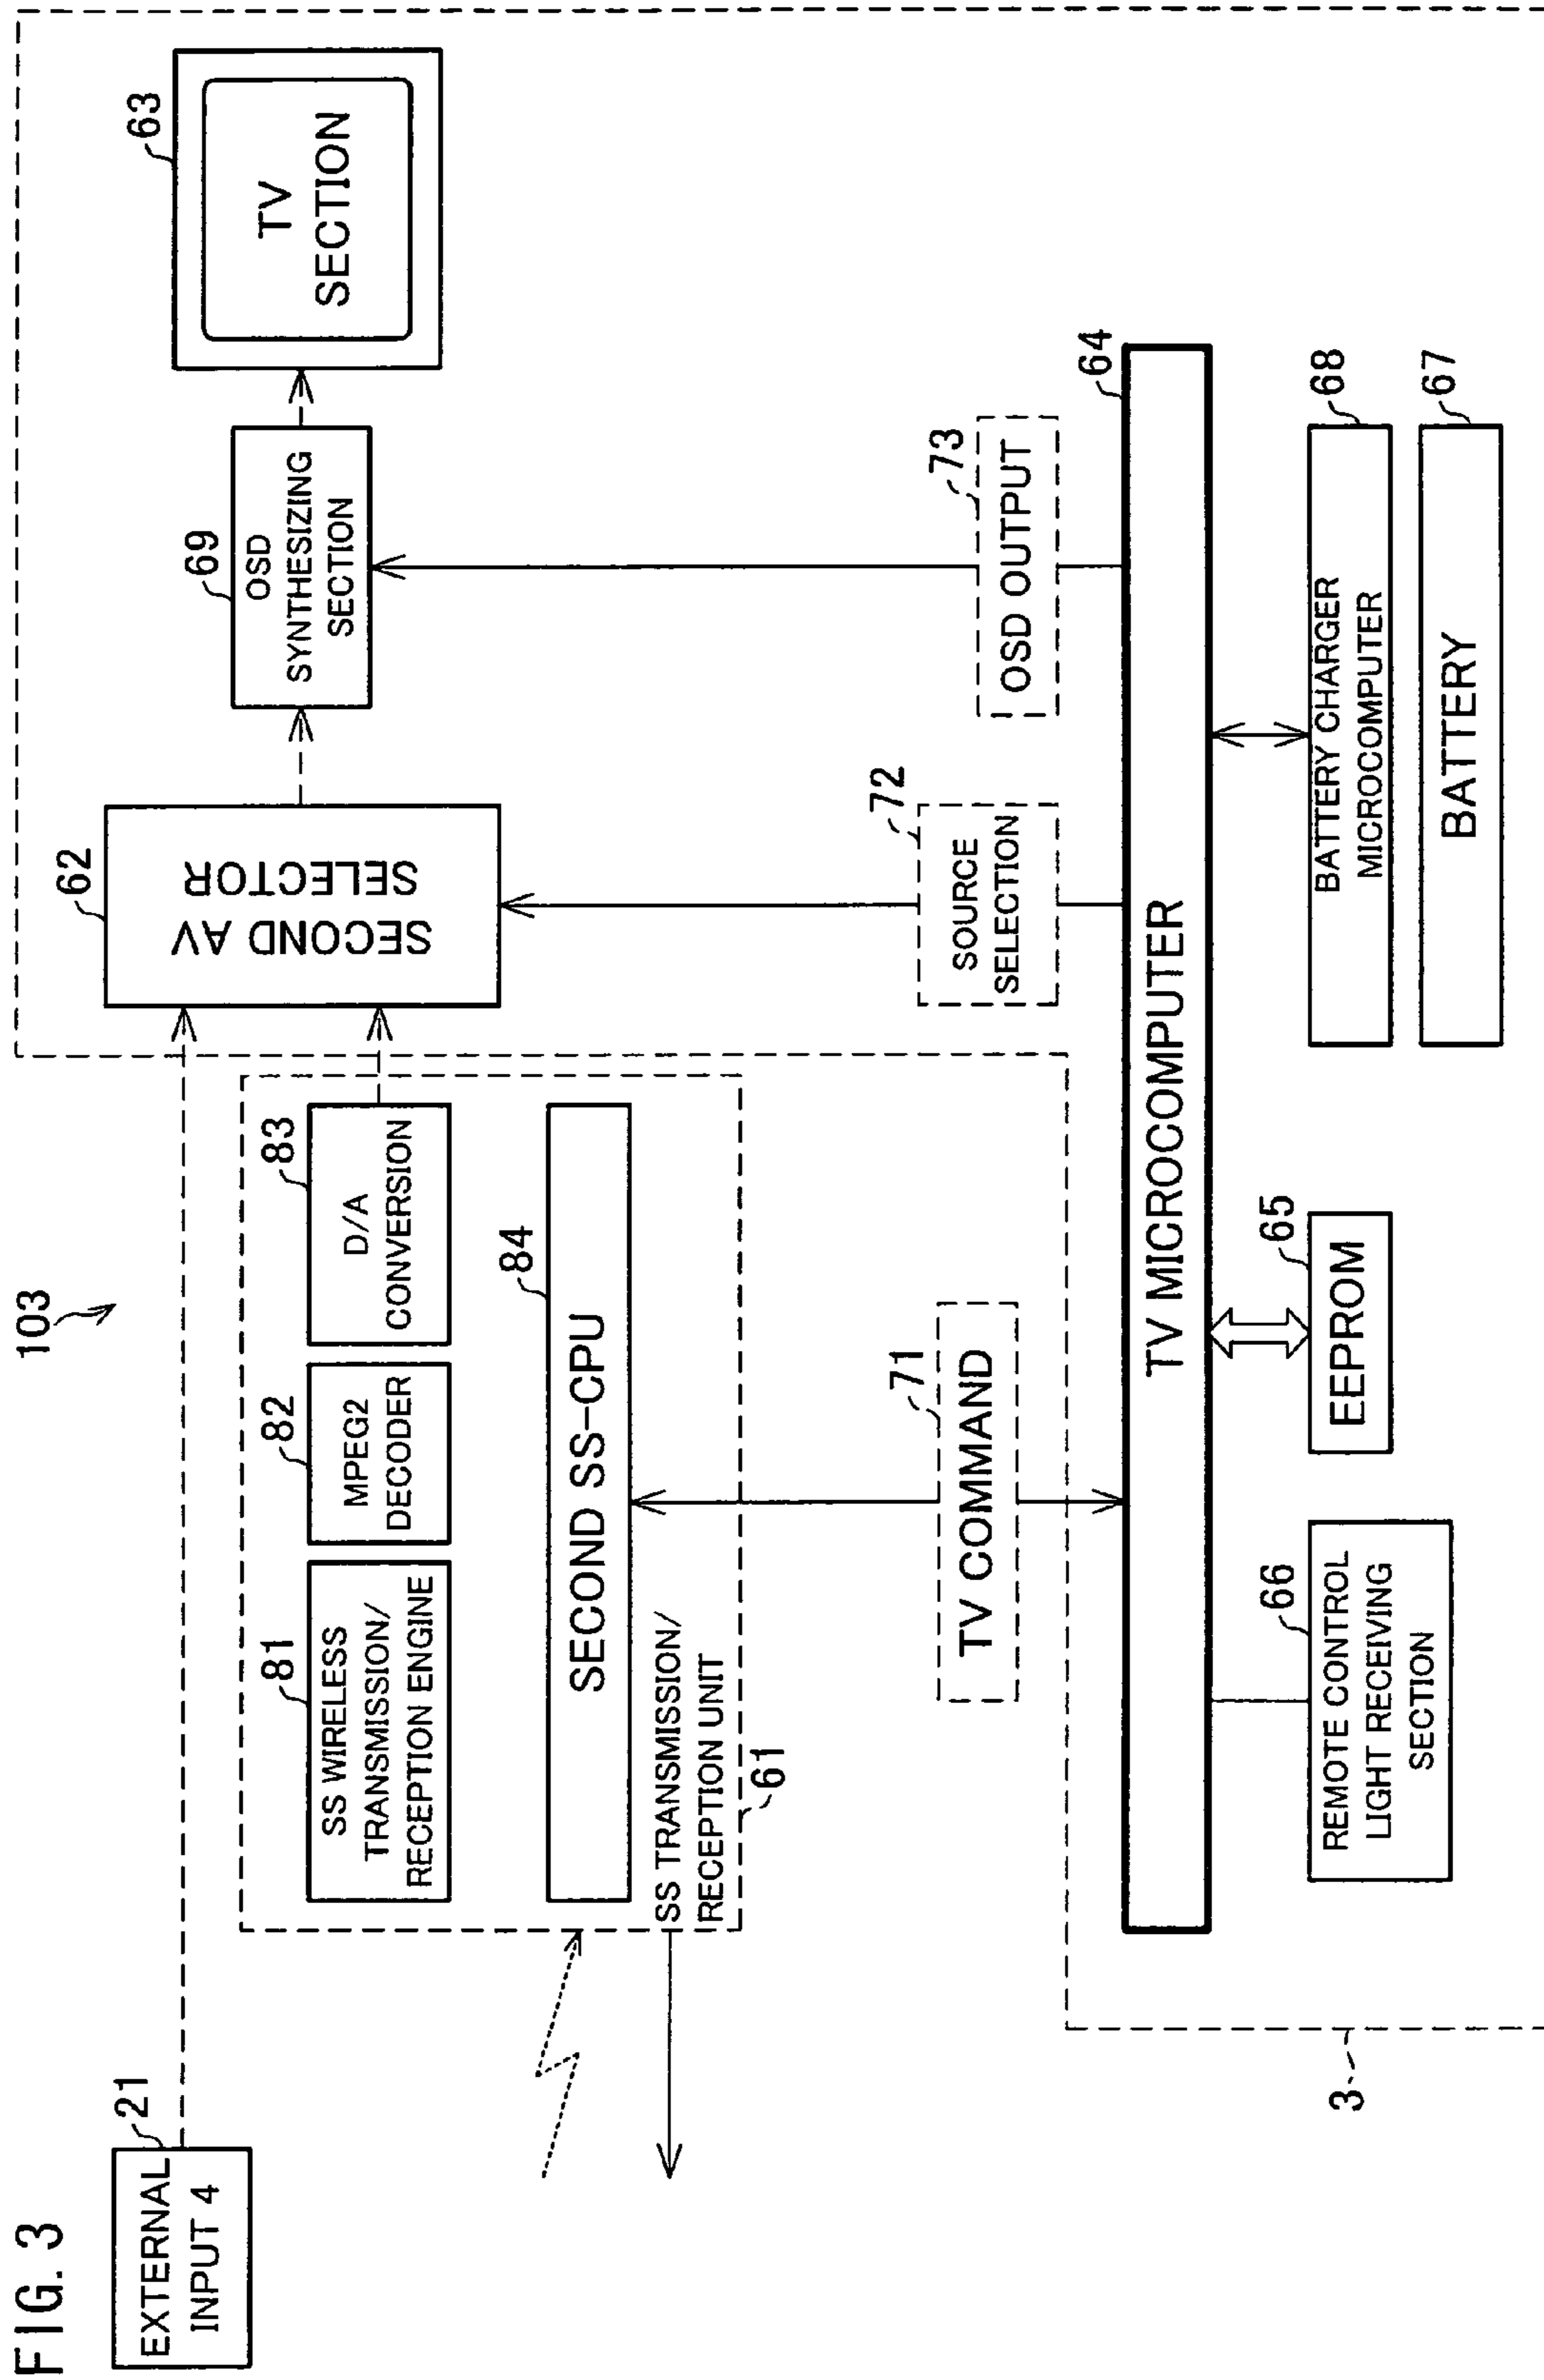 FIG. 3
103
EXTERNAL
INPUT 4
21
81
SS WIRELESS
TRANSMISSION/
RECEPTION ENGINE
82
MPEG2
DECODER
83
D/A
CONVERSION
84
SECOND SS-CPU
SS TRANSMISSION/
RECEPTION UNIT
61
62
SECOND AV
SELECTOR
69
OSD
SYNTHESIZING
SECTION
63
TV
SECTION
71
TV COMMAND
72
SOURCE
SELECTION
73
OSD OUTPUT
64
TV MICROCOMPUTER
66
REMOTE CONTROL
LIGHT RECEIVING
SECTION
65
EEPROM
68
BATTERY CHARGER
MICROCOMPUTER
67
BATTERY
3